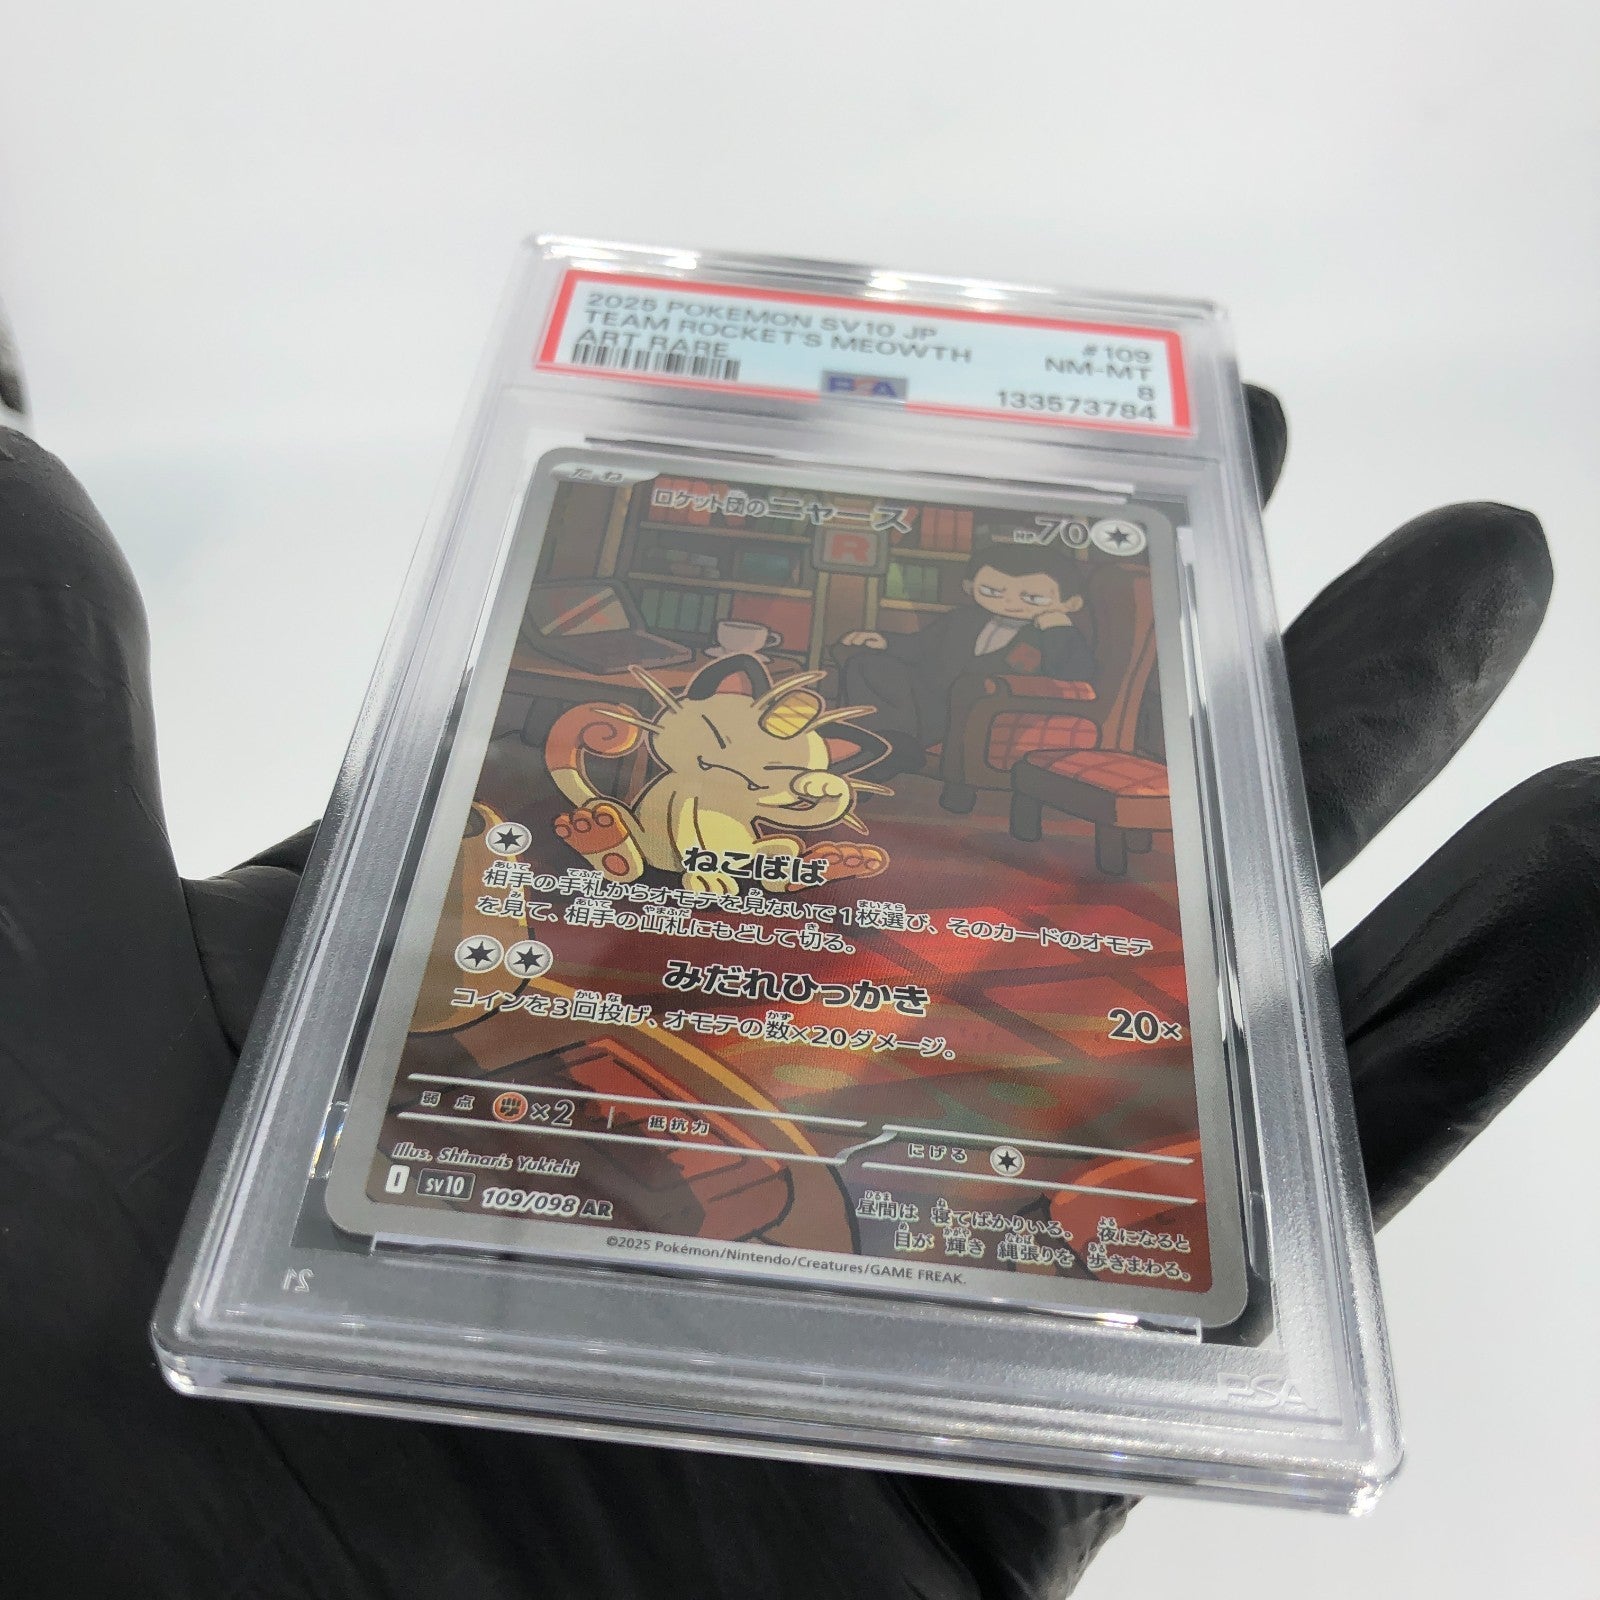 2025 POKEMON SV10 JP
TEAM ROCKET'S MEOWTH
ART RARE
#109
NM-MT
8
133573784
PSA
たね
ロケット団のニャース
HP70
R
ねこばば
相手の手札からオモテを見ないで1枚選び、そのカードのオモテ
を見て、相手の山札にもどして切る。
みだれひっかき
20×
コインを3回投げ、オモテの数×20ダメージ。
弱点
×2
抵抗力
にげる
Illus. Shimaris Yukichi
I
SV10
109/098 AR
昼間は 寝てばかりいる。 夜になると
目が 輝き 縄張りを 歩きまわる。
©2025 Pokémon/Nintendo/Creatures/GAME FREAK.
21
PSA